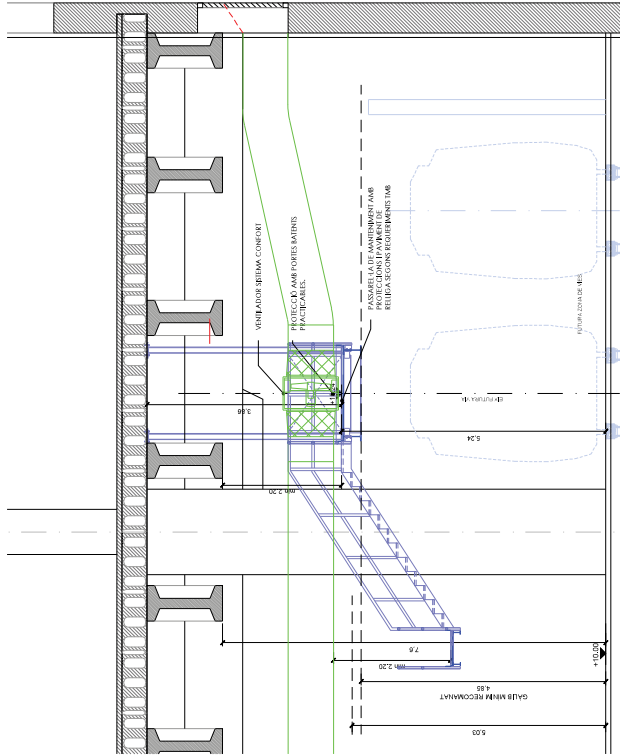 VENTILADOR SISTEMA CONFORT
PROTECCIÓ AMB PORTES BATENTS
PRACTICABLES.
PASSAREL·LA DE MANTENIMENT AMB
PROTECCIONS I PAVIMENT DE
RELLIGA SEGONS REQUERIMENTS TMB
FUTURA ZONA DE VIES
EIX FUTURA VIA
3,88
5,24
min 2,20
7,6
min 2,20
+10.00
4,85
GÀLIB MÍNIM RECOMANAT
5,03